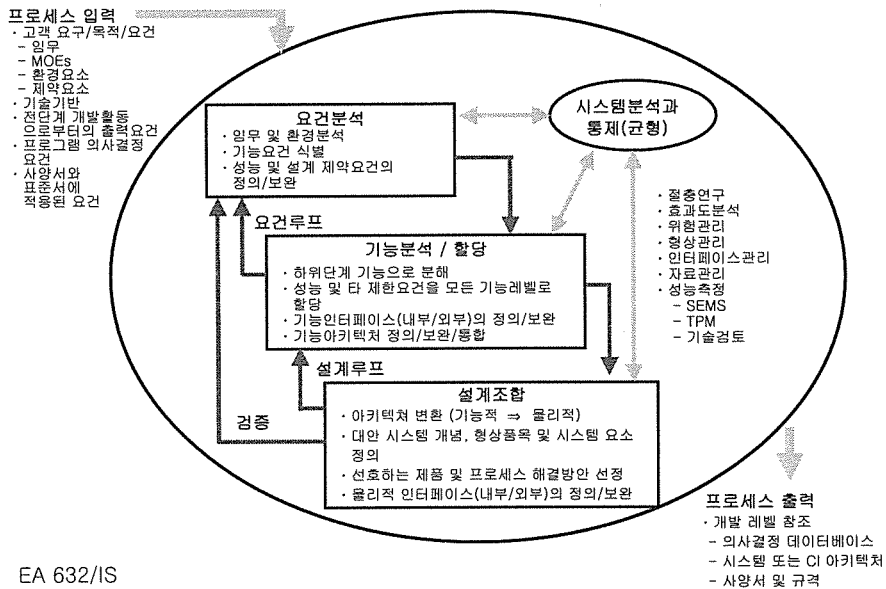 프로세스 입력
· 고객 요구/목적/요건
- 임무
- MOEs
- 환경요소
- 제약요소
· 기술기반
· 전단계 개발활동
으로부터의 출력요건
· 프로그램 의사결정
요건
· 사양서와
표준서에
적용된 요건
요건분석
· 임무 및 환경분석
· 기능요건 식별
· 성능 및 설계 제약요건의
정의/보완
시스템분석과
통제(균형)
요건루프
기능분석 / 할당
· 하위단계 기능으로 분해
· 성능 및 타 제한요건을 모든 기능레벨로
할당
· 기능인터페이스(내부/외부)의 정의/보완
· 기능아키텍처 정의/보완/통합
· 절충연구
· 효과도분석
· 위험관리
· 형상관리
· 인터페이스관리
· 자료관리
· 성능측정
- SEMS
- TPM
- 기술검토
설계루프
검증
설계조합
· 아키텍쳐 변환 (기능적 ⇒ 물리적)
· 대안 시스템 개념, 형상품목 및 시스템 요소
정의
· 선호하는 제품 및 프로세스 해결방안 선정
· 물리적 인터페이스(내부/외부)의 정의/보완
프로세스 출력
· 개발 레벨 참조
- 의사결정 데이터베이스
- 시스템 또는 CI 아키텍처
- 사양서 및 규격
EA 632/IS